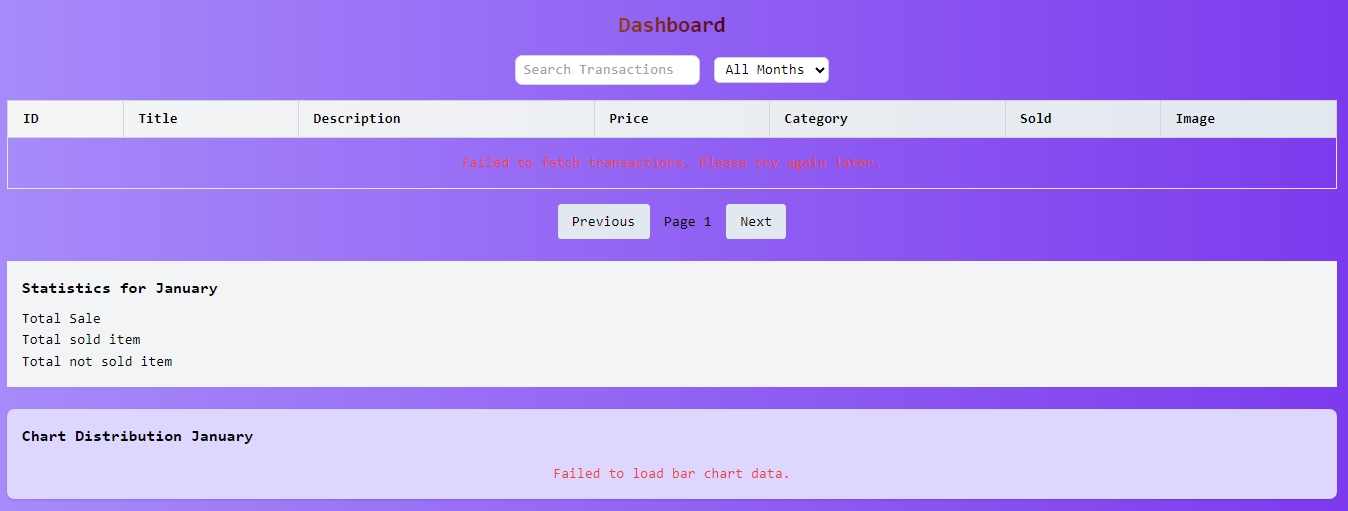 Dashboard
Search Transactions All Months
ID Title Description Price Category Sold Image
Failed to fetch transactions. Please try again later.
Previous Page 1 Next
Statistics for January
Total Sale
Total sold item
Total not sold item
Chart Distribution January
Failed to load bar chart data.